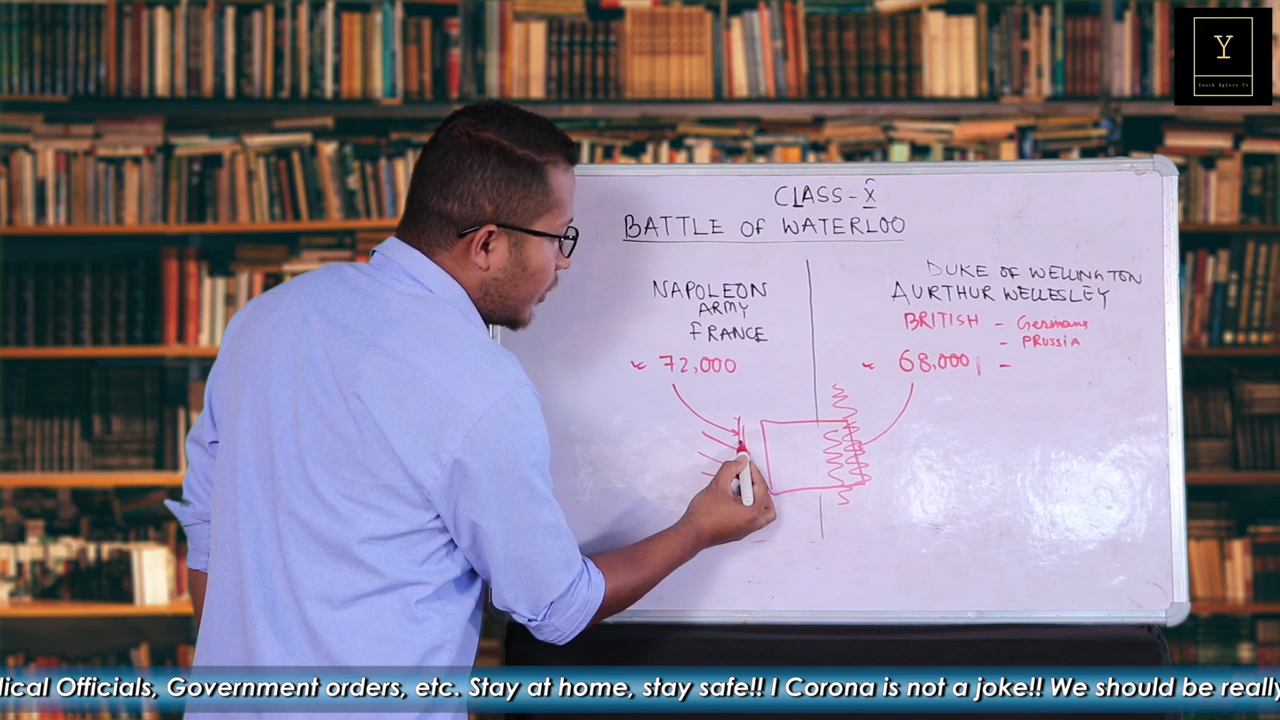 Y
CLASS-X
BATTLE OF WATERLOO
NAPOLEON
ARMY
FRANCE
72,000
DUKE OF WELLINGTON
AURTHUR WELLESLEY
BRITISH - Germans
- PRUSSIA
68,000 -
lical Officials, Government orders, etc. Stay at home, stay safe!! I Corona is not a joke!! We should be really